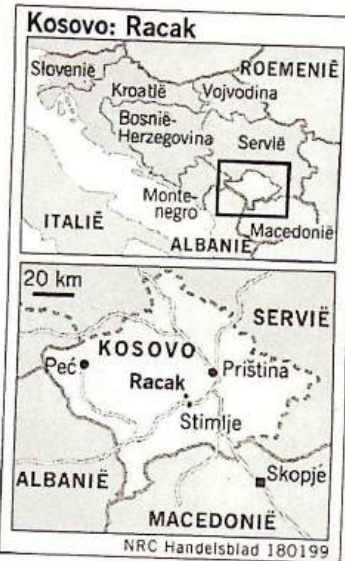 Kosovo: Racak
Slovenië
ROEMENIË
Kroatië
Vojvodina
Bosnië-
Herzegovina
Servië
Monte-
negro
ITALIË
Macedonië
ALBANIË
20 km
SERVIË
KOSOVO
Peć
Priština
Racak
Stimlje
Skopje
ALBANIË
MACEDONIË
NRC Handelsblad 180199